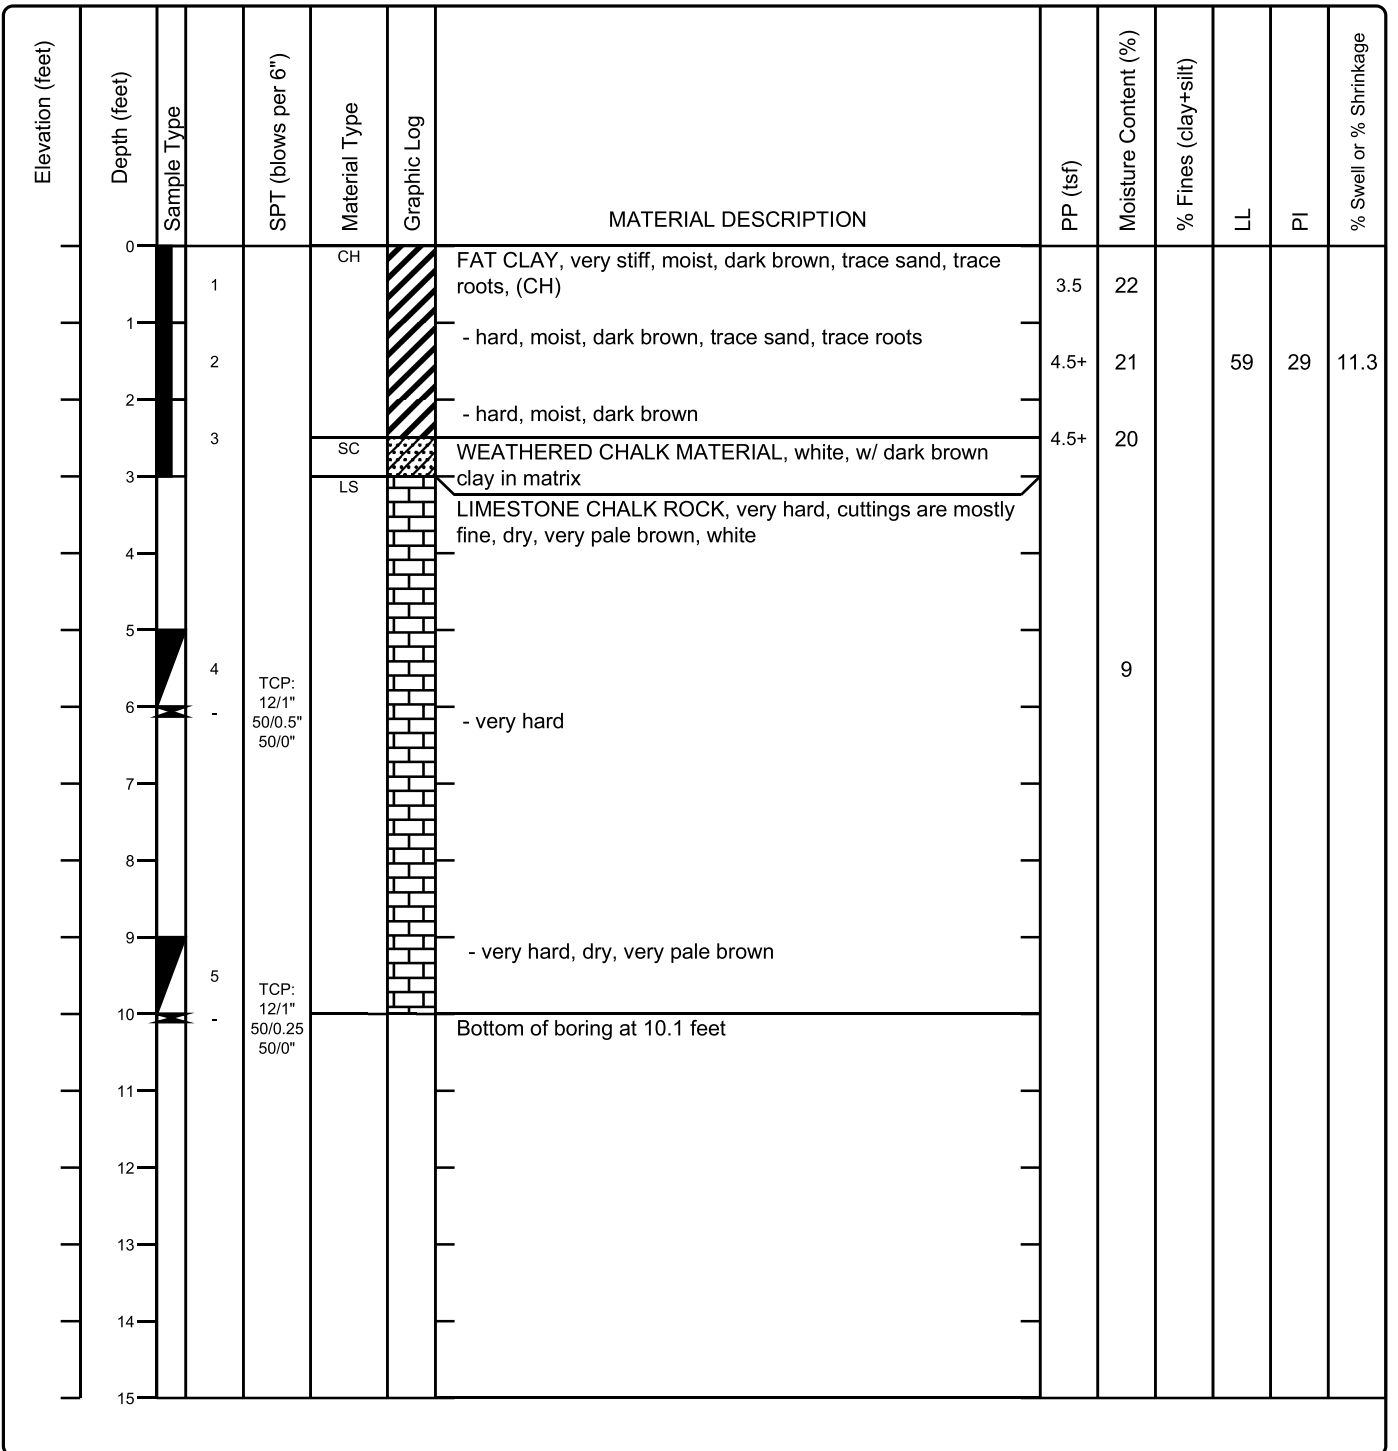 Elevation (feet)
Depth (feet)
Sample Type
SPT (blows per 6")
Material Type
Graphic Log
MATERIAL DESCRIPTION
PP (tsf)
Moisture Content (%)
% Fines (clay+silt)
LL
PI
% Swell or % Shrinkage
0
CH
FAT CLAY, very stiff, moist, dark brown, trace sand, trace
roots, (CH)
1
3.5
22
1
- hard, moist, dark brown, trace sand, trace roots
2
4.5+
21
59
29
11.3
2
- hard, moist, dark brown
3
4.5+
20
SC
WEATHERED CHALK MATERIAL, white, w/ dark brown
clay in matrix
3
LS
LIMESTONE CHALK ROCK, very hard, cuttings are mostly
fine, dry, very pale brown, white
4
5
4
9
TCP:
12/1"
50/0.5"
50/0"
6
-
- very hard
7
8
9
- very hard, dry, very pale brown
5
TCP:
12/1"
50/0.25
50/0"
10
-
Bottom of boring at 10.1 feet
11
12
13
14
15